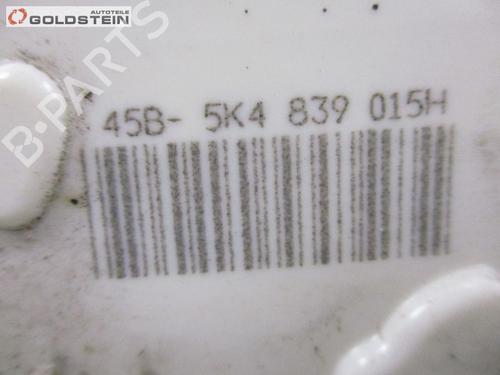 AUTOTEILE
GOLDSTEIN
B-PARTS
45B- 5K4 839 015H